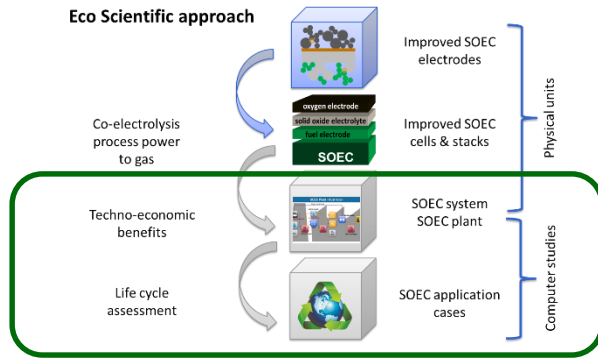 Eco Scientific approach
Improved SOEC
electrodes
Co-electrolysis
process power
to gas
oxygen electrode
solid oxide electrolyte
fuel electrode
SOEC
Improved SOEC
cells & stacks
Physical units
Techno-economic
benefits
SOEC system
SOEC plant
Life cycle
assessment
SOEC application
cases
Computer studies